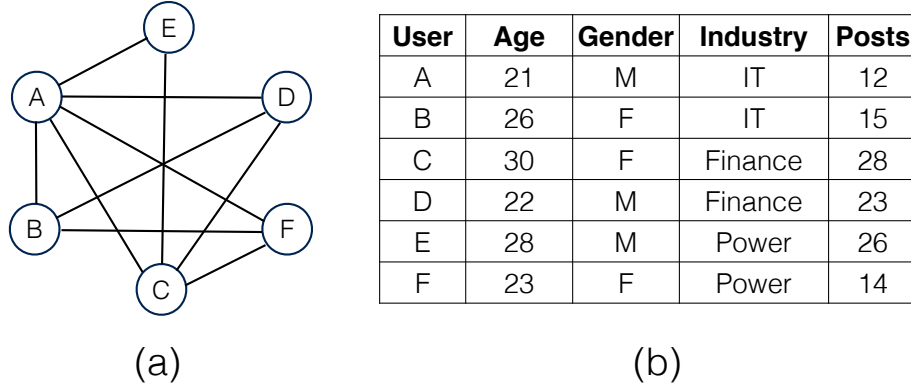 E
A
D
B
F
C
(a)
User Age Gender Industry Posts
A 21 M IT 12
B 26 F IT 15
C 30 F Finance 28
D 22 M Finance 23
E 28 M Power 26
F 23 F Power 14
(b)